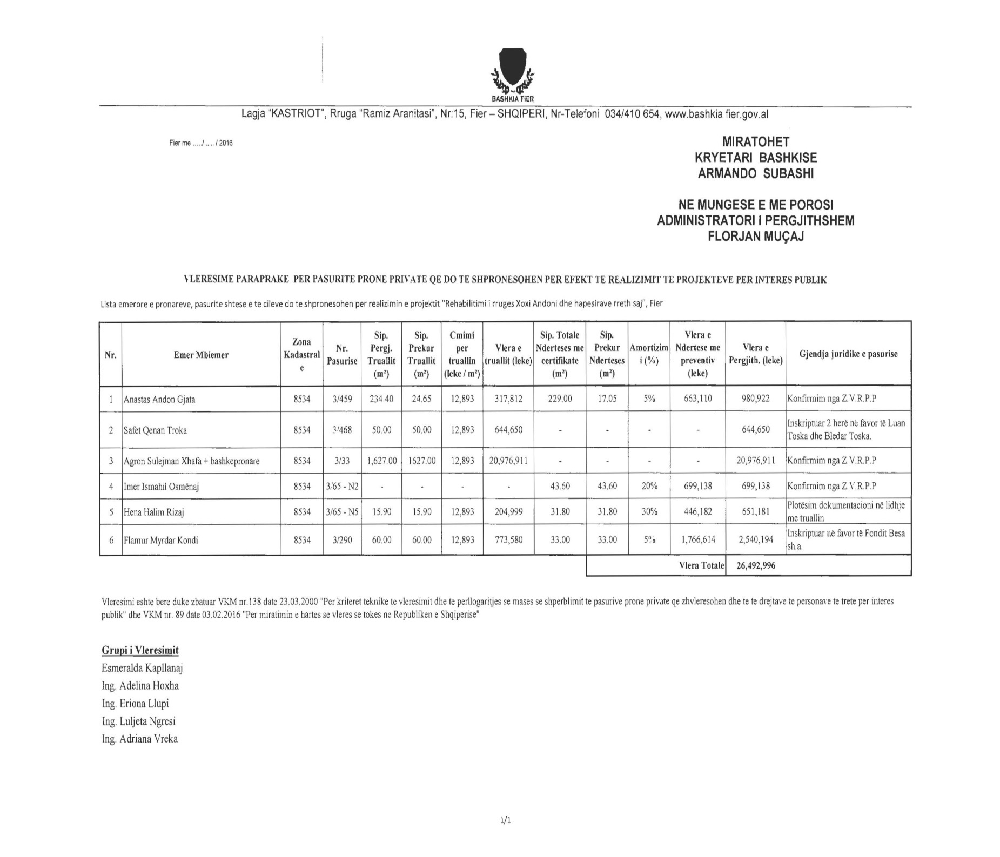 BASHKIA FIER
Lagja "KASTRIOT", Rruga "Ramiz Aranitasi", Nr:15, Fier – SHQIPERI, Nr-Telefoni 034/410 654, www.bashkia fier.gov.al
Fier me ...../ ..... / 2016
MIRATOHET
KRYETARI BASHKISE
ARMANDO SUBASHI
NE MUNGESE E ME POROSI
ADMINISTRATORI I PERGJITHSHEM
FLORJAN MUÇAJ
VLERESIME PARAPRAKE PER PASURITE PRONE PRIVATE QE DO TE SHPRONESOHEN PER EFEKT TE REALIZIMIT TE PROJEKTEVE PER INTERES PUBLIK
Lista emerore e pronareve, pasurite shtese e te cileve do te shpronesohen per realizimin e projektit "Rehabilitimi i rruges Xoxi Andoni dhe hapesirave rreth saj", Fier
Nr. Emer Mbiemer Zona Kadastral e Nr. Pasurise Sip. Pergj. Truallit (m²) Sip. Prekur Truallit (m²) Cmimi per truallin (leke / m²) Vlera e truallit (leke) Sip. Totale Nderteses me certifikate (m²) Sip. Prekur Nderteses (m²) Amortizim i (%) Vlera e Ndertese me preventiv (leke) Vlera e Pergjith. (leke) Gjendja juridike e pasurise
1 Anastas Andon Gjata 8534 3/459 234.40 24.65 12,893 317,812 229.00 17.05 5% 663,110 980,922 Konfirmim nga Z.V.R.P.P
2 Safet Qenan Troka 8534 3/468 50.00 50.00 12,893 644,650 - - - - 644,650 Inskriptuar 2 herë ne favor të Luan Toska dhe Bledar Toska.
3 Agron Sulejman Xhafa + bashkepronare 8534 3/33 1,627.00 1627.00 12,893 20,976,911 - - - - 20,976,911 Konfirmim nga Z.V.R.P.P
4 Imer Ismahil Osmënaj 8534 3/65 - N2 - - - - 43.60 43.60 20% 699,138 699,138 Konfirmim nga Z.V.R.P.P
5 Hena Halim Rizaj 8534 3/65 - N5 15.90 15.90 12,893 204,999 31.80 31.80 30% 446,182 651,181 Plotësim dokumentacioni në lidhje me truallin
6 Flamur Myrdar Kondi 8534 3/290 60.00 60.00 12,893 773,580 33.00 33.00 5% 1,766,614 2,540,194 Inskriptuar në favor të Fondit Besa sh.a.
Vlera Totale 26,492,996
Vleresimi eshte bere duke zbatuar VKM nr.138 date 23.03.2000 "Per kriteret teknike te vleresimit dhe te perllogaritjes se mases se shperblimit te pasurive prone private qe zhvleresohen dhe te te drejtave te personave te trete per interes
publik" dhe VKM nr. 89 date 03.02.2016 "Per miratimin e hartes se vleres se tokes ne Republiken e Shqiperise"
Grupi i Vleresimit
Esmeralda Kapllanaj
Ing. Adelina Hoxha
Ing. Eriona Llupi
Ing. Luljeta Ngresi
Ing. Adriana Vreka
1/1